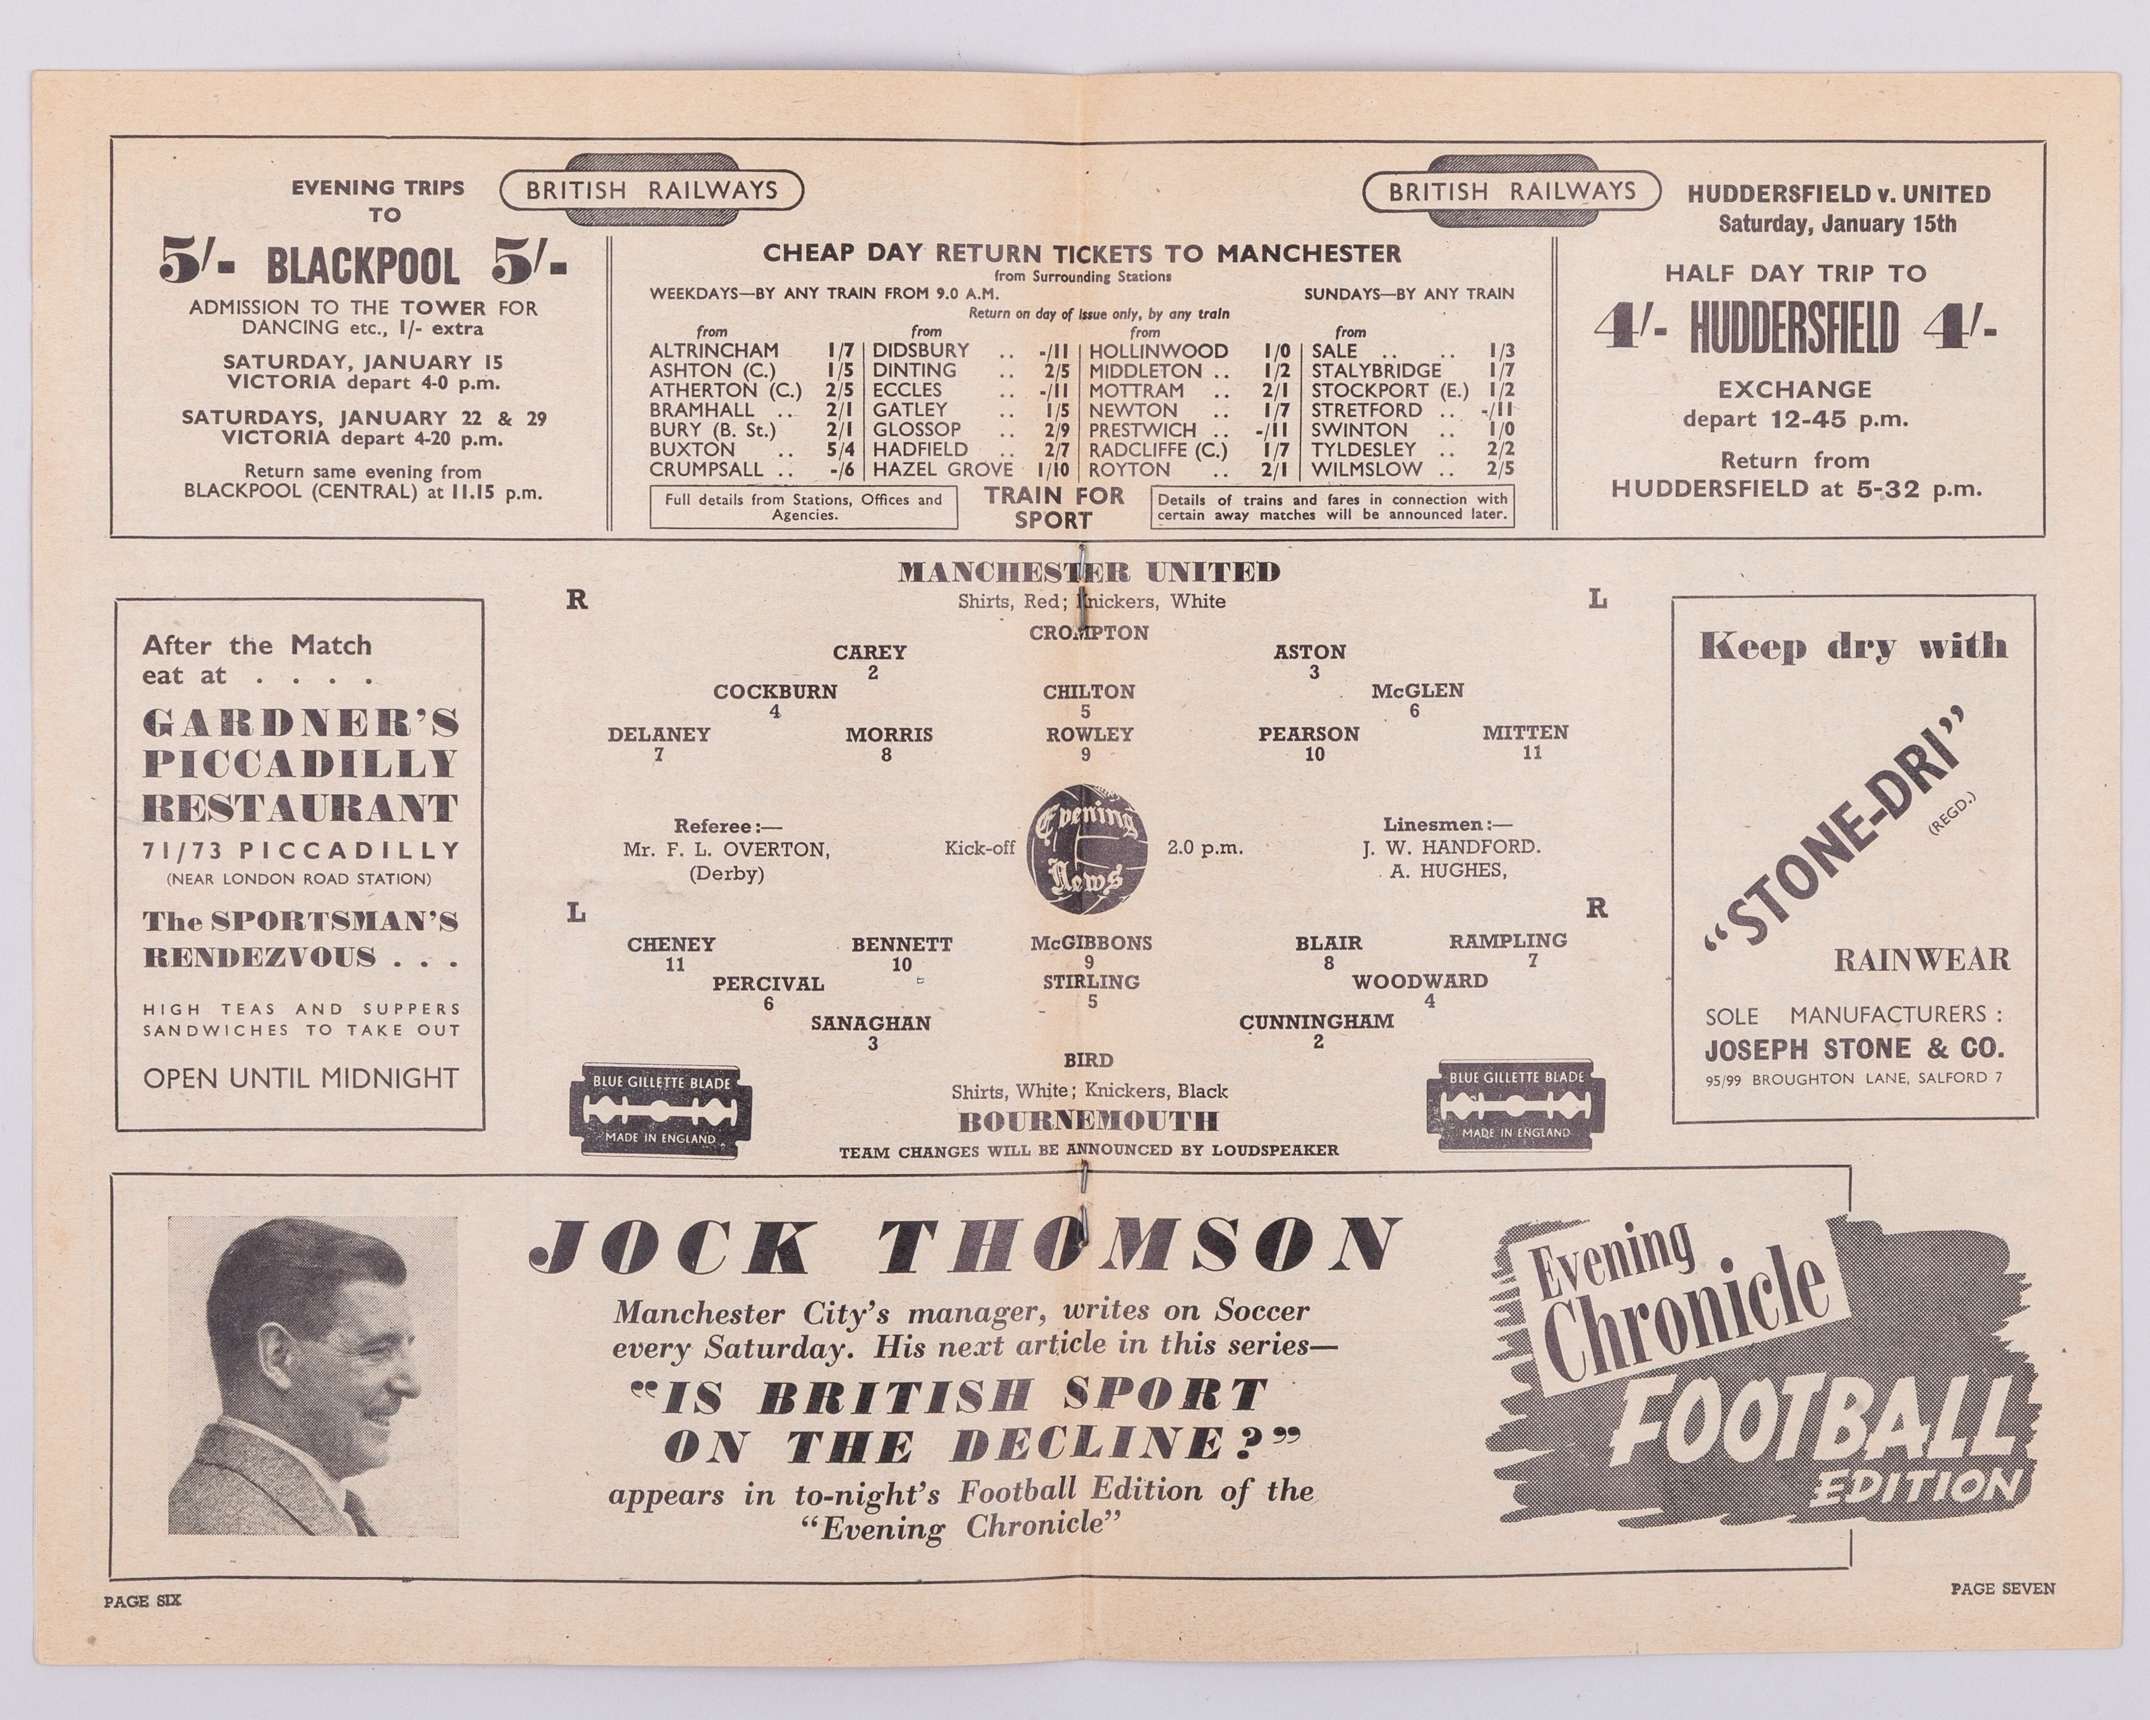 EVENING TRIPS
TO
5/- BLACKPOOL 5/-
ADMISSION TO THE TOWER FOR
DANCING etc., 1/- extra
SATURDAY, JANUARY 15
VICTORIA depart 4-0 p.m.
SATURDAYS, JANUARY 22 & 29
VICTORIA depart 4-20 p.m.
Return same evening from
BLACKPOOL (CENTRAL) at 11.15 p.m.
BRITISH RAILWAYS
BRITISH RAILWAYS
CHEAP DAY RETURN TICKETS TO MANCHESTER
from Surrounding Stations
WEEKDAYS—BY ANY TRAIN FROM 9.0 A.M. SUNDAYS—BY ANY TRAIN
Return on day of issue only, by any train
from from from from
ALTRINCHAM 1/7 DIDSBURY .. -/11 HOLLINWOOD 1/0 SALE .. .. 1/3
ASHTON (C.) 1/5 DINTING .. 2/5 MIDDLETON .. 1/2 STALYBRIDGE 1/7
ATHERTON (C.) 2/5 ECCLES .. -/11 MOTTRAM .. 2/1 STOCKPORT (E.) 1/2
BRAMHALL .. 2/1 GATLEY .. 1/5 NEWTON .. 1/7 STRETFORD .. -/11
BURY (B. St.) 2/1 GLOSSOP .. 2/9 PRESTWICH .. -/11 SWINTON .. 1/0
BUXTON .. 5/4 HADFIELD .. 2/7 RADCLIFFE (C.) 1/7 TYLDESLEY .. 2/2
CRUMPSALL .. -/6 HAZEL GROVE 1/10 ROYTON .. 2/1 WILMSLOW .. 2/5
Full details from Stations, Offices and
Agencies.
TRAIN FOR
SPORT
Details of trains and fares in connection with
certain away matches will be announced later.
HUDDERSFIELD v. UNITED
Saturday, January 15th
HALF DAY TRIP TO
4/- HUDDERSFIELD 4/-
EXCHANGE
depart 12-45 p.m.
Return from
HUDDERSFIELD at 5-32 p.m.
After the Match
eat at . . . .
GARDNER'S
PICCADILLY
RESTAURANT
71/73 PICCADILLY
(NEAR LONDON ROAD STATION)
The SPORTSMAN'S
RENDEZVOUS . . .
HIGH TEAS AND SUPPERS
SANDWICHES TO TAKE OUT
OPEN UNTIL MIDNIGHT
MANCHESTER UNITED
R L
Shirts, Red; Knickers, White
CROMPTON
CAREY ASTON
2 3
COCKBURN CHILTON McGLEN
4 5 6
DELANEY MORRIS ROWLEY PEARSON MITTEN
7 8 9 10 11
Referee:—
Mr. F. L. OVERTON,
(Derby)
Kick-off
Evening
News
2.0 p.m.
Linesmen:—
J. W. HANDFORD.
A. HUGHES,
L R
CHENEY BENNETT McGIBBONS BLAIR RAMPLING
11 10 9 8 7
PERCIVAL STIRLING WOODWARD
6 5 4
SANAGHAN CUNNINGHAM
3 2
BIRD
Shirts, White; Knickers, Black
BOURNEMOUTH
TEAM CHANGES WILL BE ANNOUNCED BY LOUDSPEAKER
BLUE GILLETTE BLADE
MADE IN ENGLAND
BLUE GILLETTE BLADE
MADE IN ENGLAND
Keep dry with
"STONE-DRI"
(REGD.)
RAINWEAR
SOLE MANUFACTURERS :
JOSEPH STONE & CO.
95/99 BROUGHTON LANE, SALFORD 7
JOCK THOMSON
Manchester City's manager, writes on Soccer
every Saturday. His next article in this series—
"IS BRITISH SPORT
ON THE DECLINE?"
appears in to-night's Football Edition of the
"Evening Chronicle"
Evening
Chronicle
FOOTBALL
EDITION
PAGE SIX
PAGE SEVEN